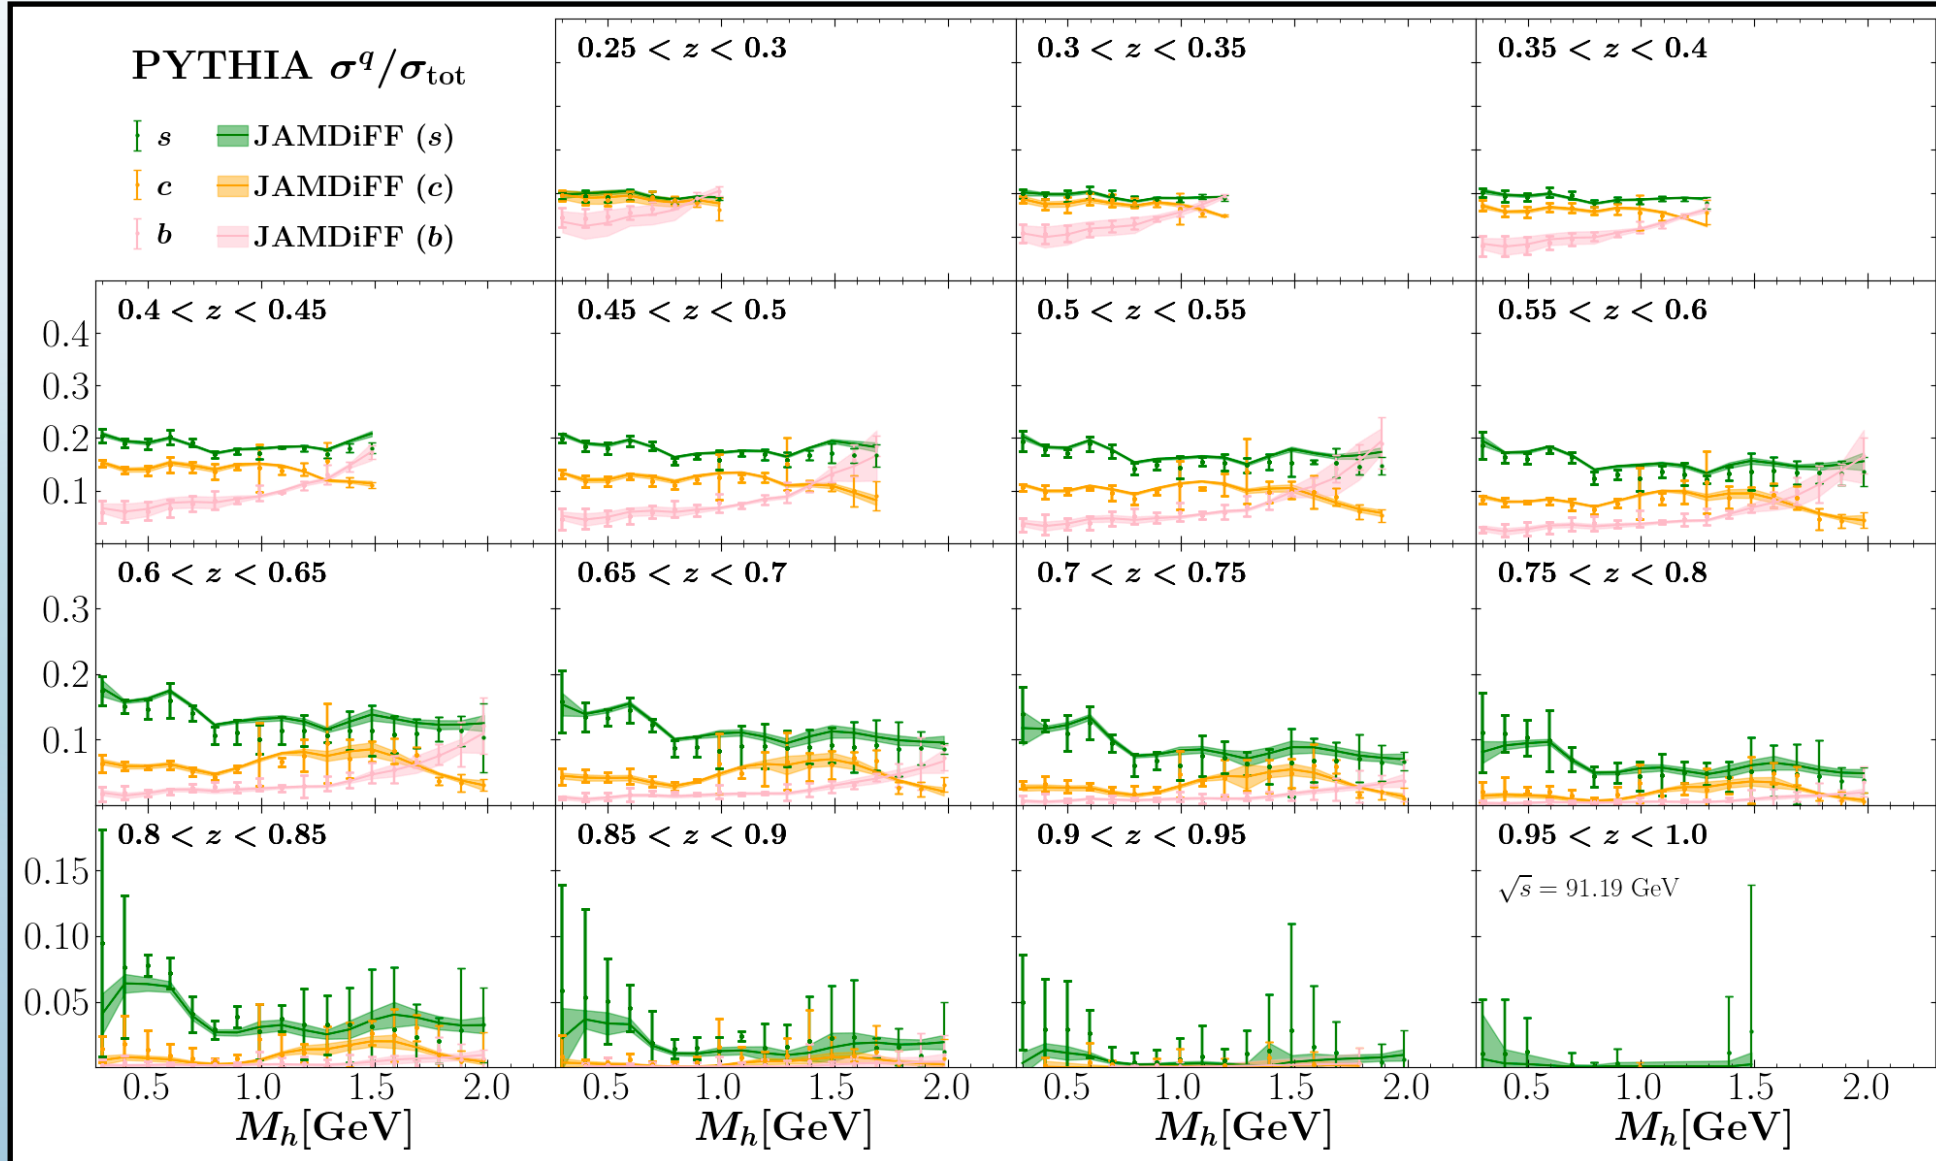 PYTHIA σ^q/σ_tot
s JAMDiFF (s)
c JAMDiFF (c)
b JAMDiFF (b)
0.25 < z < 0.3
0.3 < z < 0.35
0.35 < z < 0.4
0.4 < z < 0.45
0.45 < z < 0.5
0.5 < z < 0.55
0.55 < z < 0.6
0.4
0.3
0.2
0.1
0.6 < z < 0.65
0.65 < z < 0.7
0.7 < z < 0.75
0.75 < z < 0.8
0.3
0.2
0.1
0.8 < z < 0.85
0.85 < z < 0.9
0.9 < z < 0.95
0.95 < z < 1.0
√s = 91.19 GeV
0.15
0.10
0.05
0.5 1.0 1.5 2.0
0.5 1.0 1.5 2.0
0.5 1.0 1.5 2.0
0.5 1.0 1.5 2.0
M_h[GeV]
M_h[GeV]
M_h[GeV]
M_h[GeV]